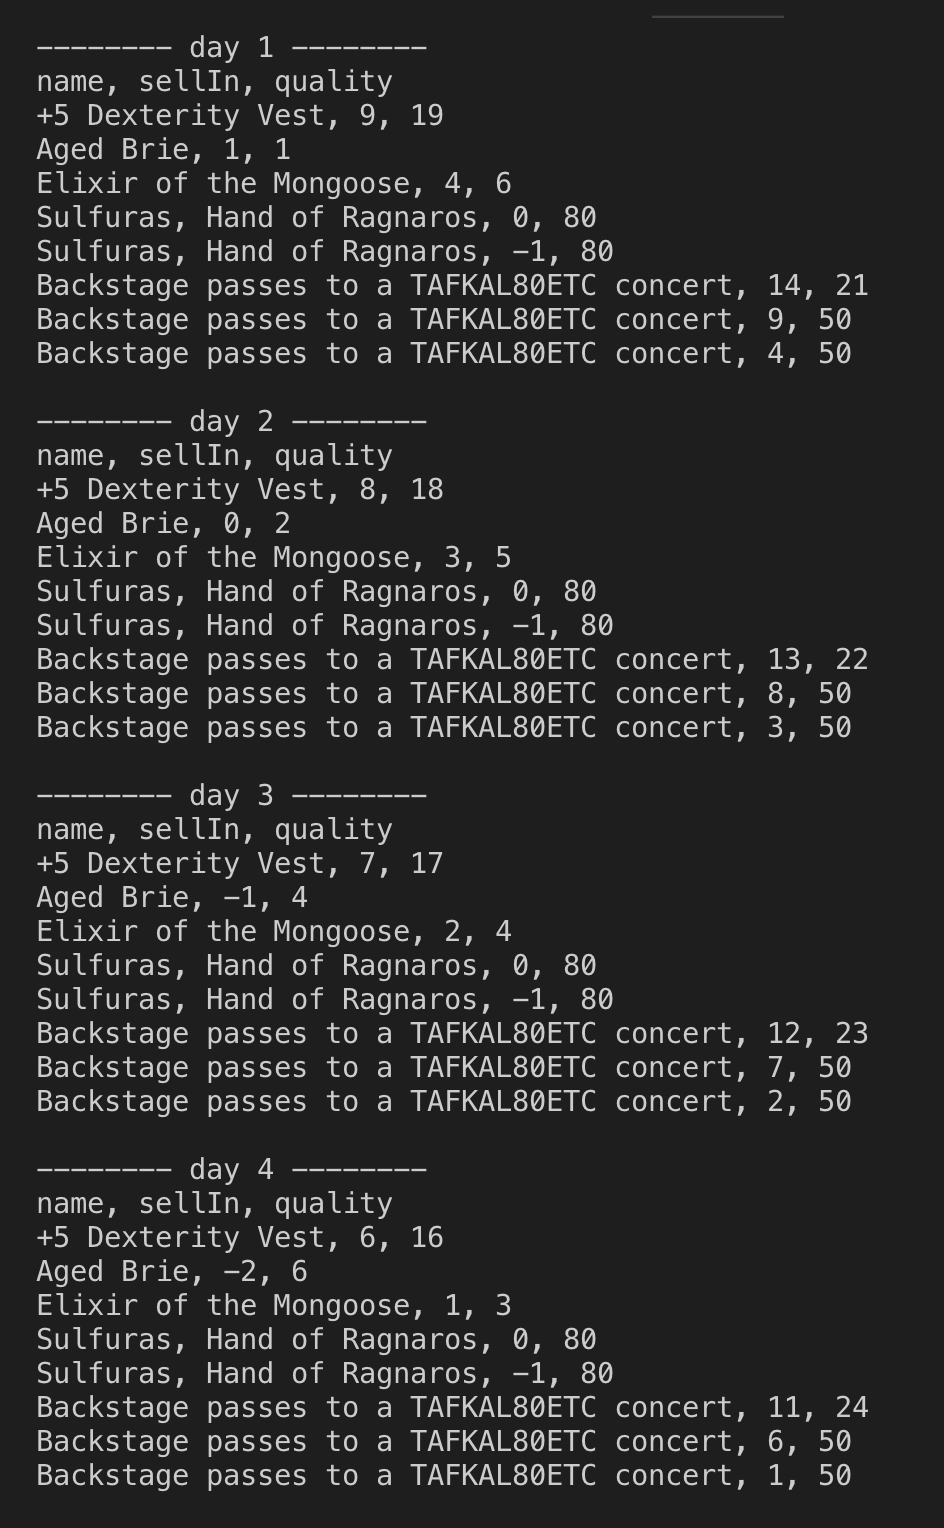 -------- day 1 --------
name, sellIn, quality
+5 Dexterity Vest, 9, 19
Aged Brie, 1, 1
Elixir of the Mongoose, 4, 6
Sulfuras, Hand of Ragnaros, 0, 80
Sulfuras, Hand of Ragnaros, -1, 80
Backstage passes to a TAFKAL80ETC concert, 14, 21
Backstage passes to a TAFKAL80ETC concert, 9, 50
Backstage passes to a TAFKAL80ETC concert, 4, 50

-------- day 2 --------
name, sellIn, quality
+5 Dexterity Vest, 8, 18
Aged Brie, 0, 2
Elixir of the Mongoose, 3, 5
Sulfuras, Hand of Ragnaros, 0, 80
Sulfuras, Hand of Ragnaros, -1, 80
Backstage passes to a TAFKAL80ETC concert, 13, 22
Backstage passes to a TAFKAL80ETC concert, 8, 50
Backstage passes to a TAFKAL80ETC concert, 3, 50

-------- day 3 --------
name, sellIn, quality
+5 Dexterity Vest, 7, 17
Aged Brie, -1, 4
Elixir of the Mongoose, 2, 4
Sulfuras, Hand of Ragnaros, 0, 80
Sulfuras, Hand of Ragnaros, -1, 80
Backstage passes to a TAFKAL80ETC concert, 12, 23
Backstage passes to a TAFKAL80ETC concert, 7, 50
Backstage passes to a TAFKAL80ETC concert, 2, 50

-------- day 4 --------
name, sellIn, quality
+5 Dexterity Vest, 6, 16
Aged Brie, -2, 6
Elixir of the Mongoose, 1, 3
Sulfuras, Hand of Ragnaros, 0, 80
Sulfuras, Hand of Ragnaros, -1, 80
Backstage passes to a TAFKAL80ETC concert, 11, 24
Backstage passes to a TAFKAL80ETC concert, 6, 50
Backstage passes to a TAFKAL80ETC concert, 1, 50